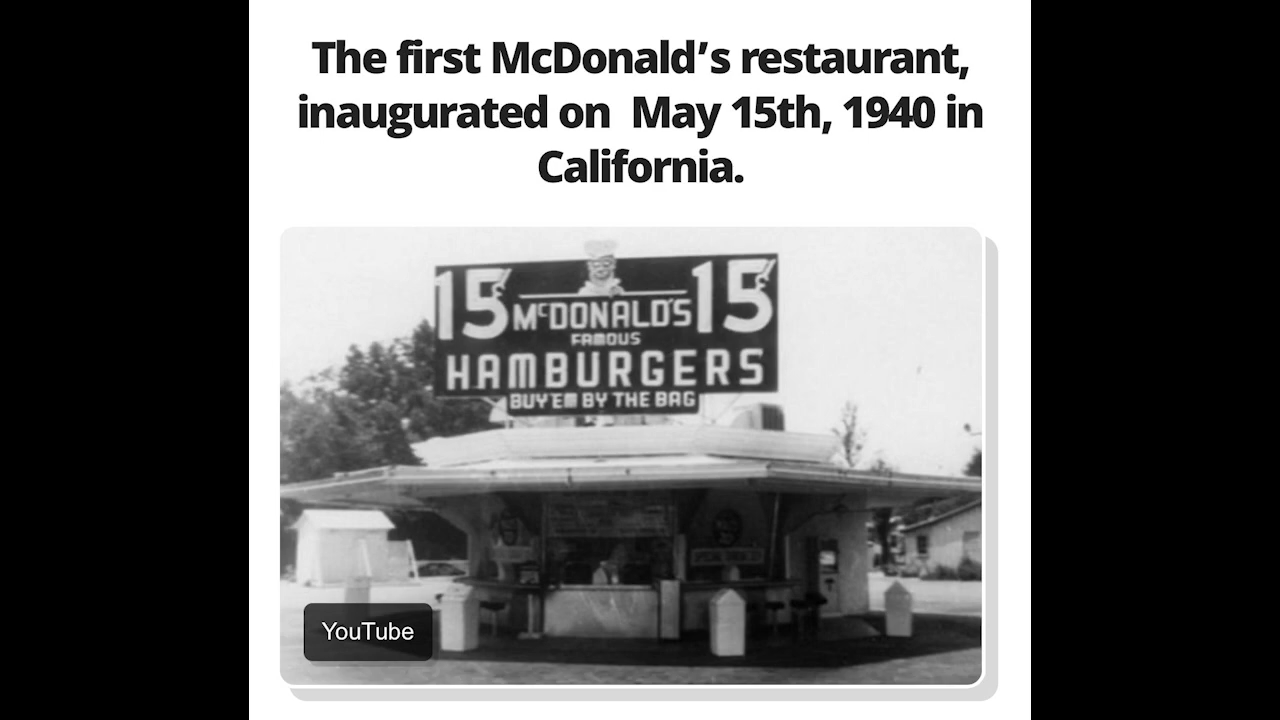 The first McDonald’s restaurant,
inaugurated on  May 15th, 1940 in
California.
15¢ 15¢
McDONALD'S
FAMOUS
HAMBURGERS
BUY'EM BY THE BAG
YouTube